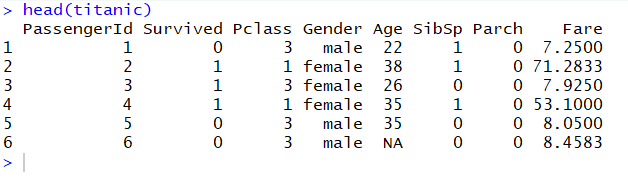 > head(titanic)
  PassengerId Survived Pclass Gender Age SibSp Parch    Fare
1           1        0      3   male  22     1     0  7.2500
2           2        1      1 female  38     1     0 71.2833
3           3        1      3 female  26     0     0  7.9250
4           4        1      1 female  35     1     0 53.1000
5           5        0      3   male  35     0     0  8.0500
6           6        0      3   male  NA     0     0  8.4583
>